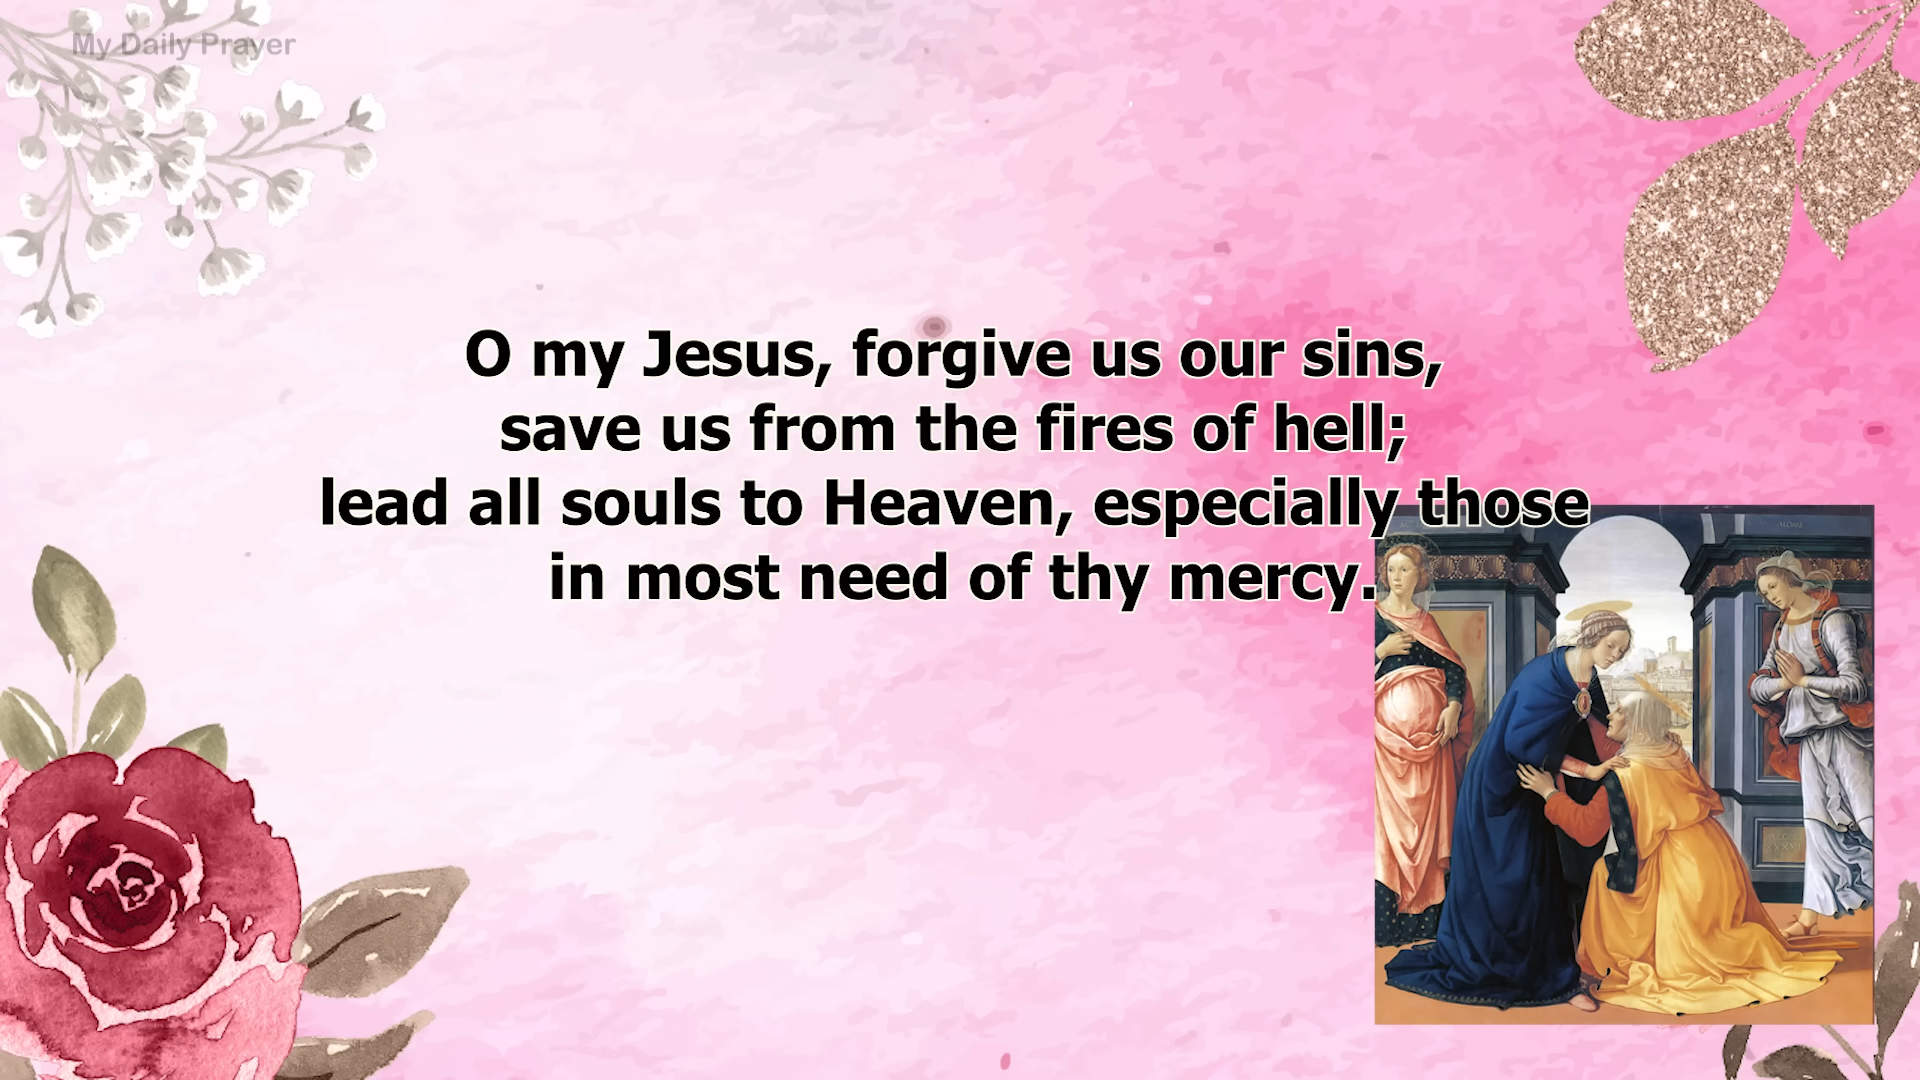 My Daily Prayer
O my Jesus, forgive us our sins,
save us from the fires of hell;
lead all souls to Heaven, especially those
in most need of thy mercy.